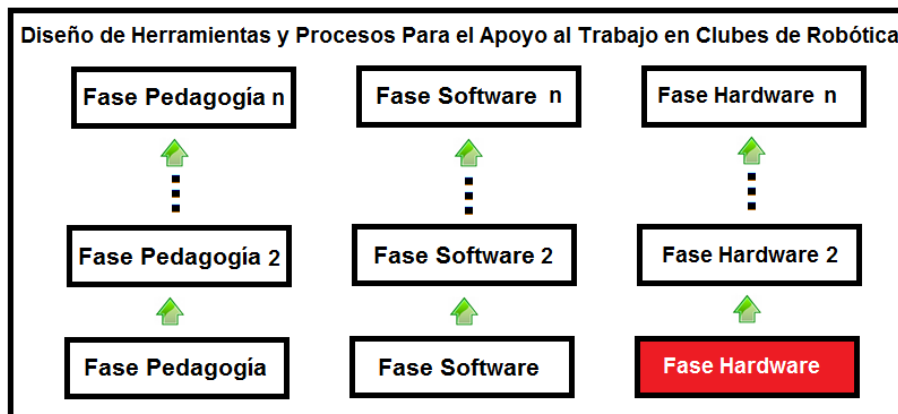 Diseño de Herramientas y Procesos Para el Apoyo al Trabajo en Clubes de Robótica
Fase Pedagogía n
Fase Software n
Fase Hardware n
Fase Pedagogía 2
Fase Software 2
Fase Hardware 2
Fase Pedagogía
Fase Software
Fase Hardware